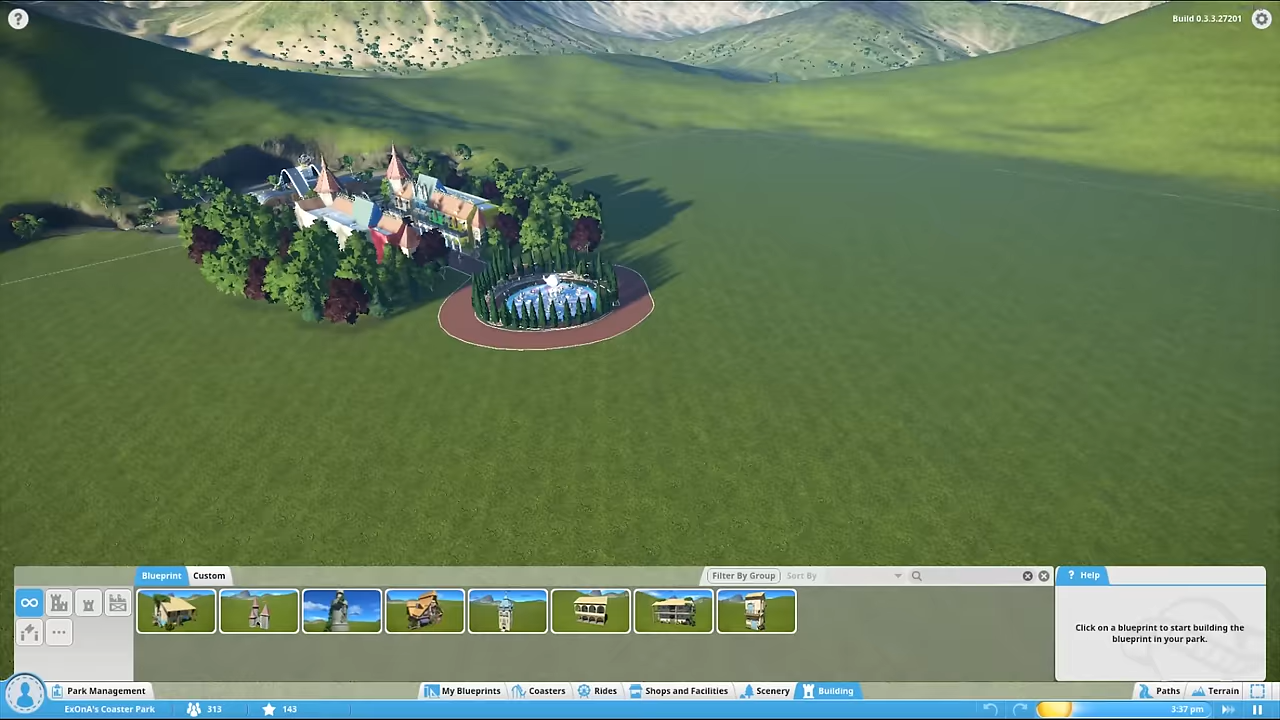 ?
Build 0.3.3.27201
Blueprint
Custom
Filter By Group
Sort By
? Help
Click on a blueprint to start building the
blueprint in your park.
Park Management
My Blueprints
Coasters
Rides
Shops and Facilities
Scenery
Building
Paths
Terrain
ExOnA's Coaster Park
313
143
3:37 pm